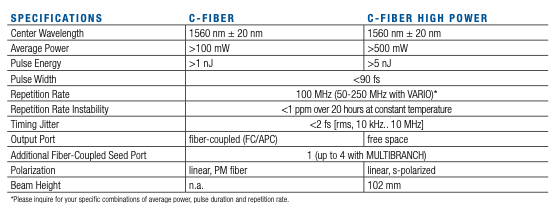 SPECIFICATIONS C-FIBER C-FIBER HIGH POWER
Center Wavelength 1560 nm ± 20 nm 1560 nm ± 20 nm
Average Power >100 mW >500 mW
Pulse Energy >1 nJ >5 nJ
Pulse Width <90 fs
Repetition Rate 100 MHz (50-250 MHz with VARIO)*
Repetition Rate Instability <1 ppm over 20 hours at constant temperature
Timing Jitter <2 fs [rms, 10 kHz.. 10 MHz]
Output Port fiber-coupled (FC/APC) free space
Additional Fiber-Coupled Seed Port 1 (up to 4 with MULTIBRANCH)
Polarization linear, PM fiber linear, s-polarized
Beam Height n.a. 102 mm
*Please inquire for your specific combinations of average power, pulse duration and repetition rate.